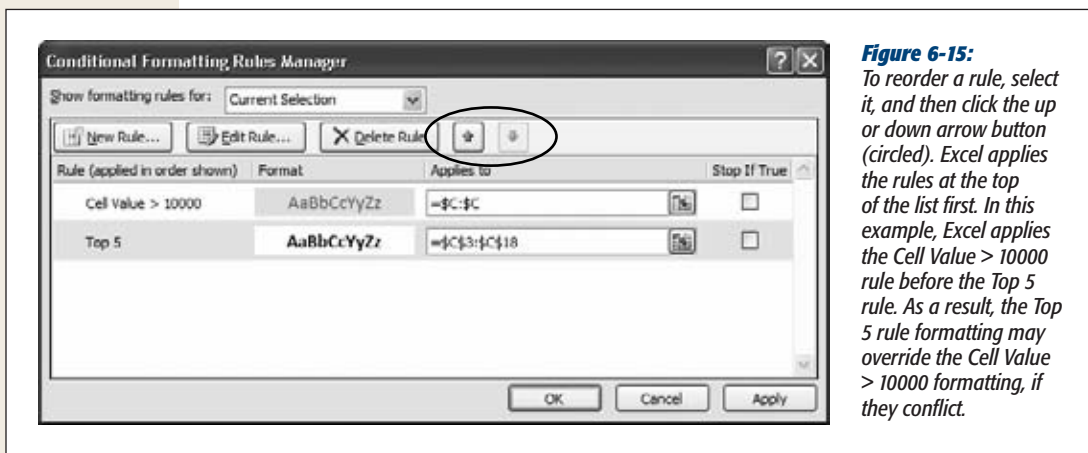 Conditional Formatting Rules Manager
Show formatting rules for: Current Selection
New Rule... Edit Rule... Delete Rule
Rule (applied in order shown) Format Applies to Stop If True
Cell Value > 10000 AaBbCcYyZz =$C:$C
Top 5 AaBbCcYyZz =$C$3:$C$18
OK Cancel Apply
Figure 6-15:
To reorder a rule, select
it, and then click the up
or down arrow button
(circled). Excel applies
the rules at the top
of the list first. In this
example, Excel applies
the Cell Value > 10000
rule before the Top 5
rule. As a result, the Top
5 rule formatting may
override the Cell Value
> 10000 formatting, if
they conflict.